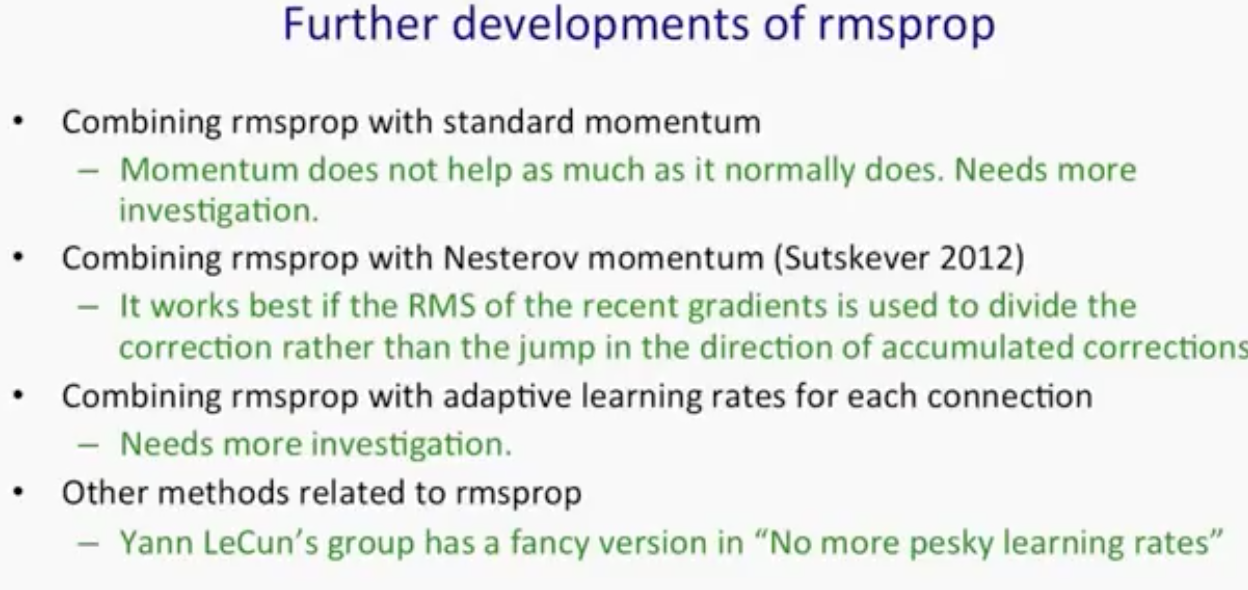 Further developments of rmsprop
• Combining rmsprop with standard momentum
– Momentum does not help as much as it normally does. Needs more
investigation.
• Combining rmsprop with Nesterov momentum (Sutskever 2012)
– It works best if the RMS of the recent gradients is used to divide the
correction rather than the jump in the direction of accumulated corrections
• Combining rmsprop with adaptive learning rates for each connection
– Needs more investigation.
• Other methods related to rmsprop
– Yann LeCun’s group has a fancy version in “No more pesky learning rates”